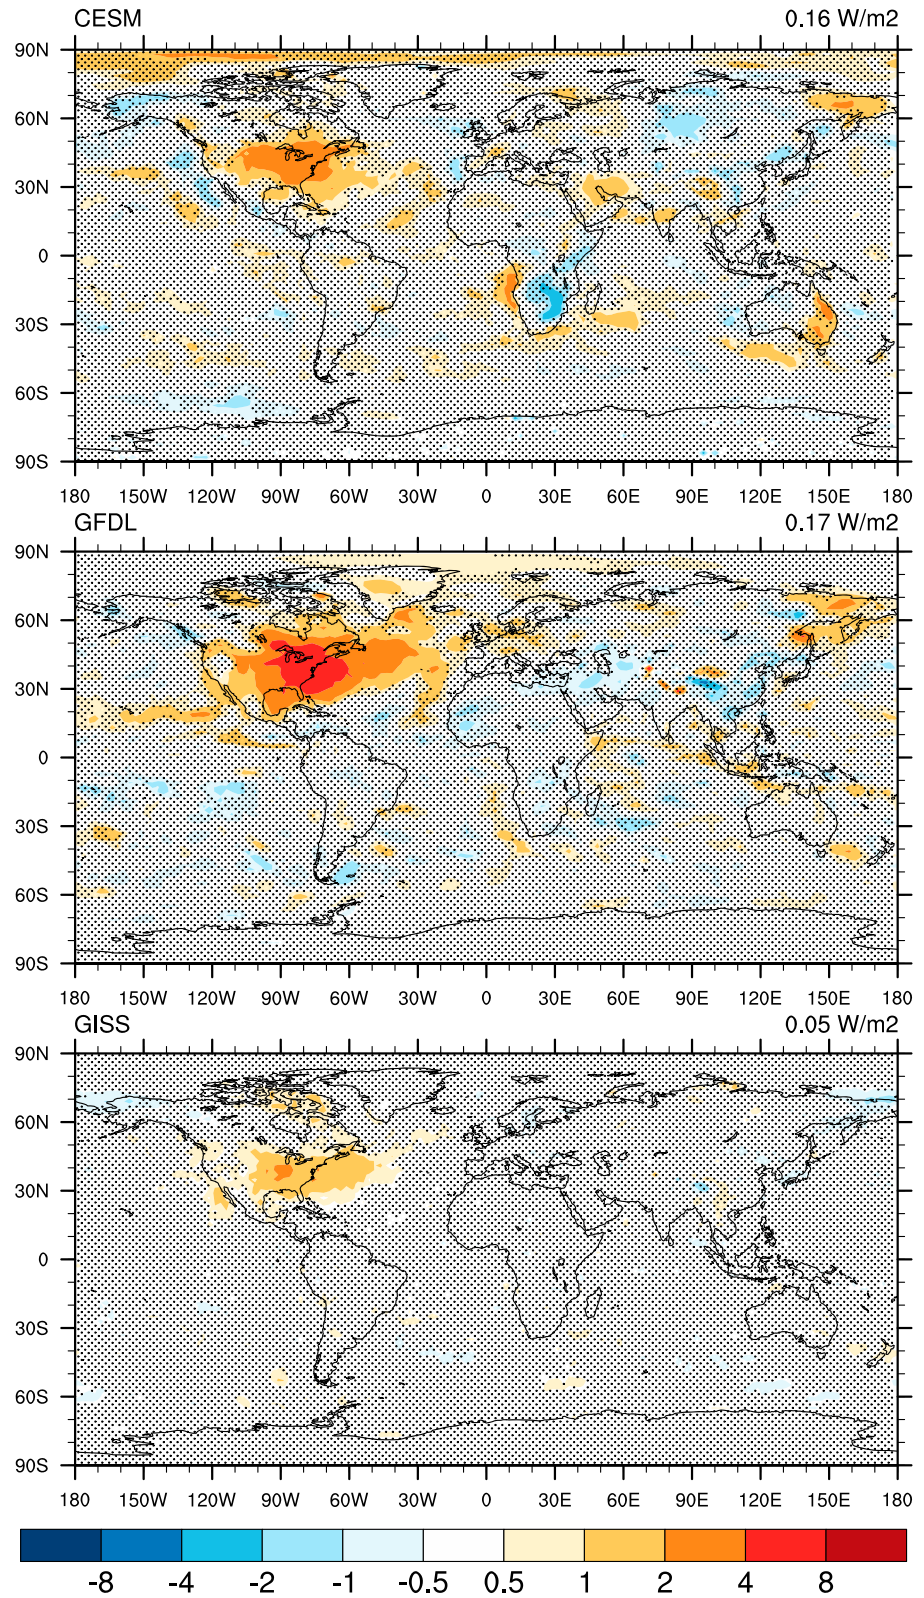 CESM 0.16 W/m2
90N
60N
30N
0
30S
60S
90S
180 150W 120W 90W 60W 30W 0 30E 60E 90E 120E 150E 180
GFDL 0.17 W/m2
90N
60N
30N
0
30S
60S
90S
180 150W 120W 90W 60W 30W 0 30E 60E 90E 120E 150E 180
GISS 0.05 W/m2
90N
60N
30N
0
30S
60S
90S
180 150W 120W 90W 60W 30W 0 30E 60E 90E 120E 150E 180
-8 -4 -2 -1 -0.5 0.5 1 2 4 8